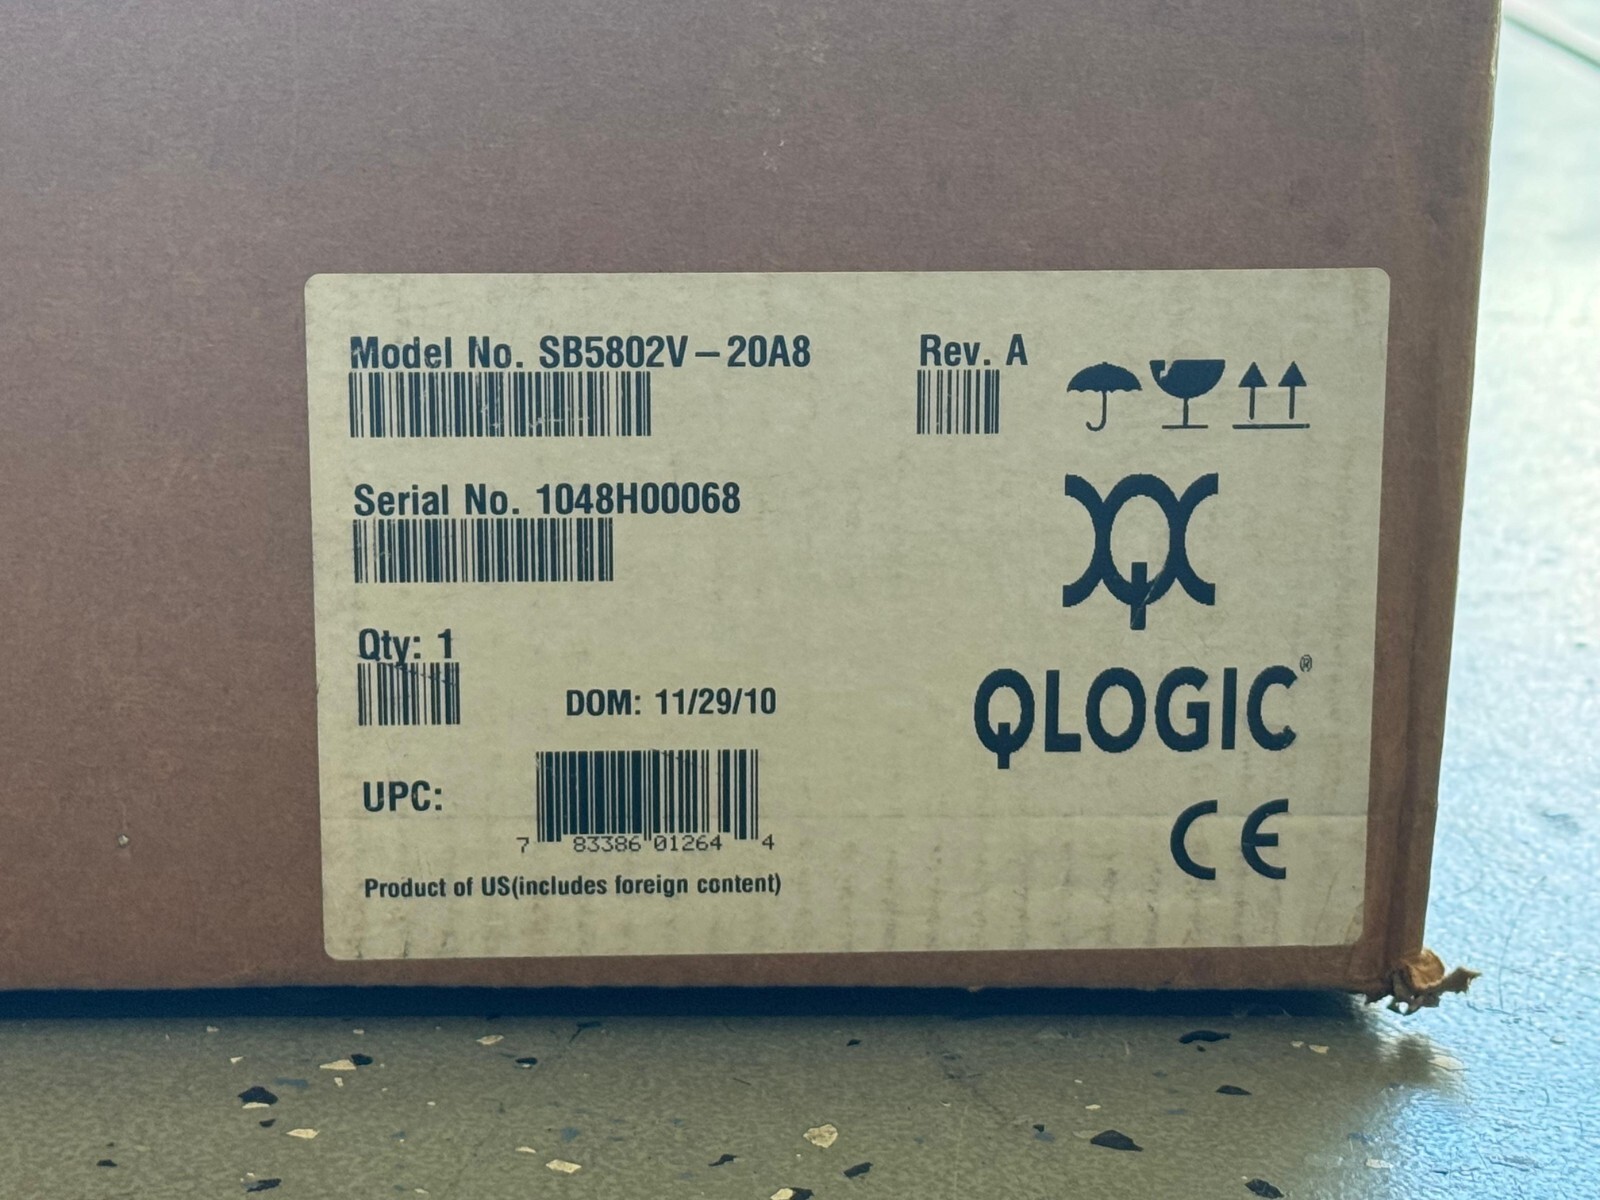 Model No. SB5802V-20A8
Rev. A
Serial No. 1048H00068
Qty: 1
DOM: 11/29/10
UPC:
7 83386 01264 4
Product of US(includes foreign content)
QLOGIC®
CE